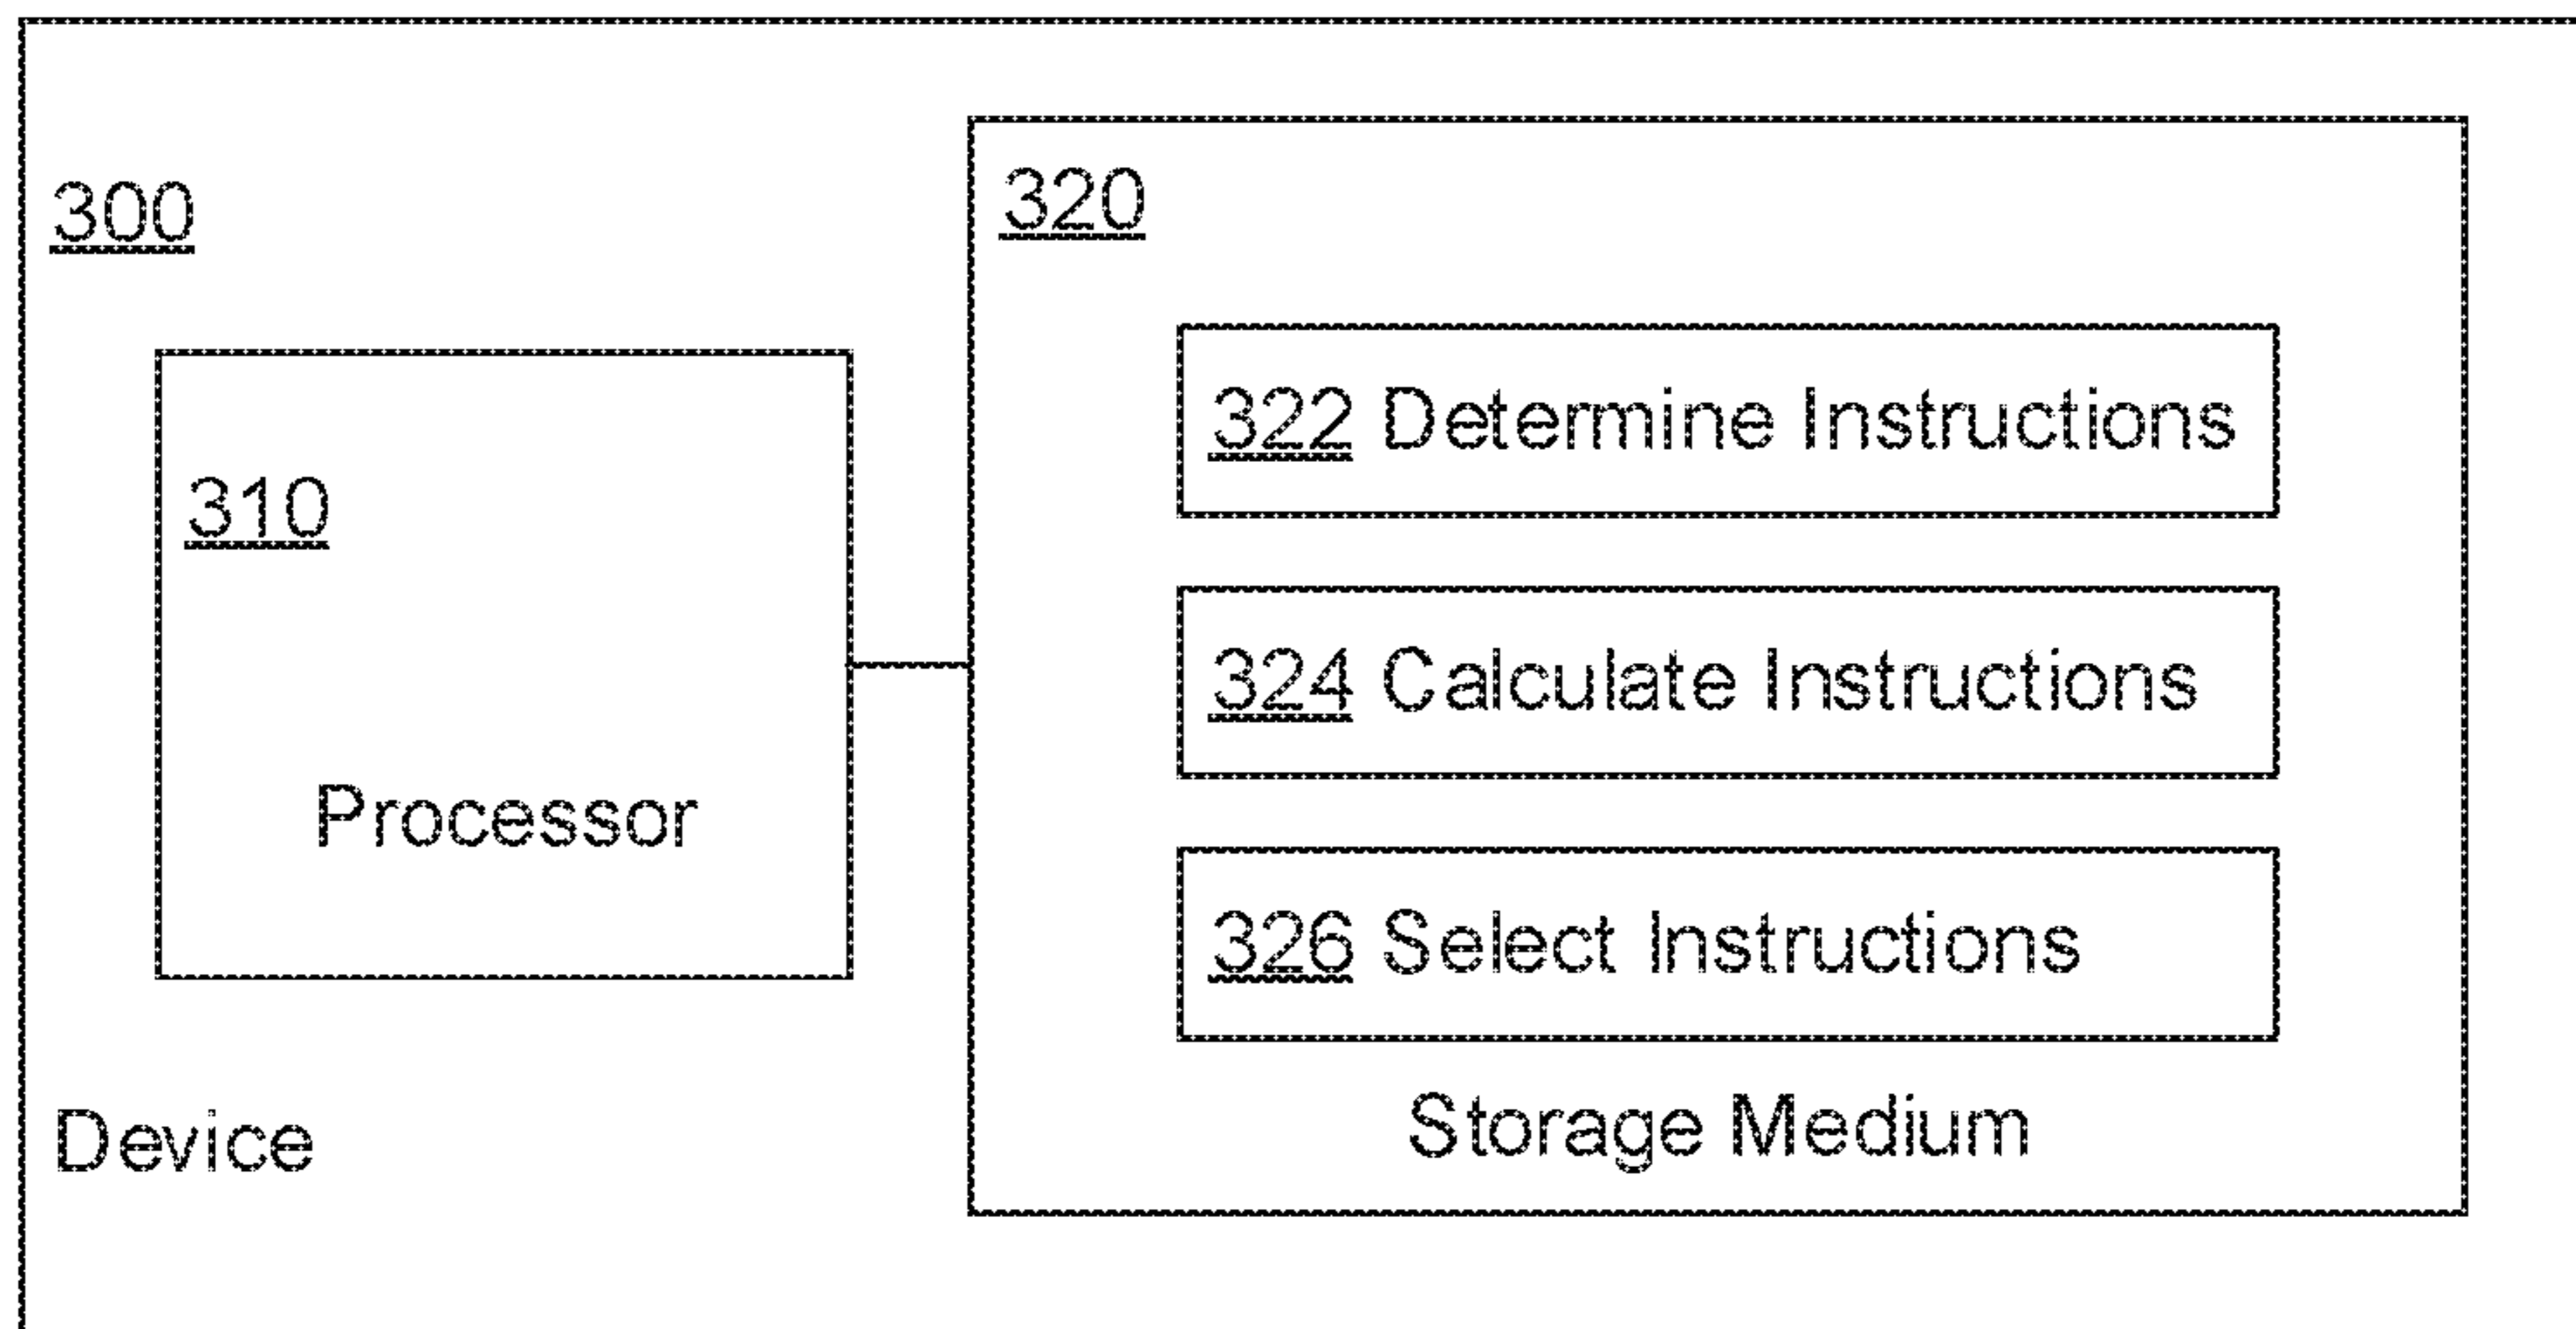 300
310
Processor
Device
320
322 Determine Instructions
324 Calculate Instructions
326 Select Instructions
Storage Medium